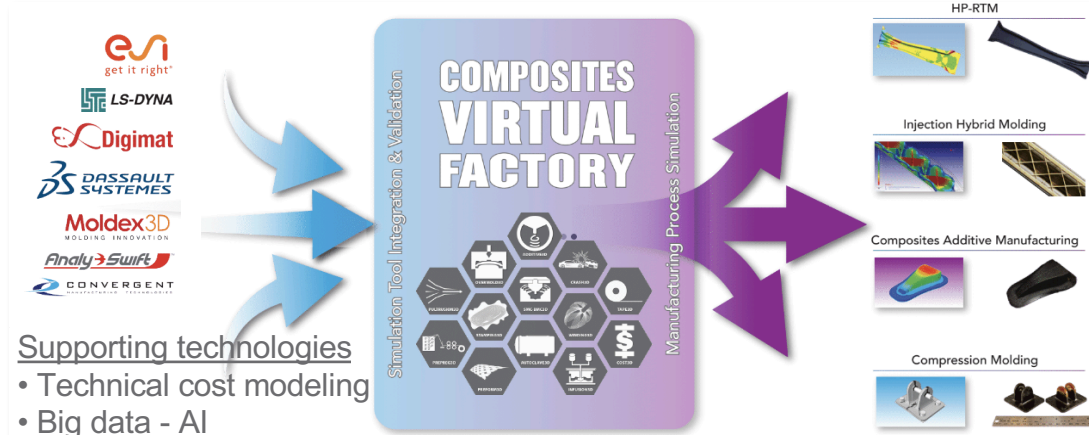 esi
get it right®
LS-DYNA
Digimat
DASSAULT
SYSTEMES
Moldex3D
MOLDING INNOVATION
AnalySwift
CONVERGENT
MANUFACTURING TECHNOLOGIES
Supporting technologies
• Technical cost modeling
• Big data - AI
Simulation Tool Integration & Validation
COMPOSITES
VIRTUAL
FACTORY
Manufacturing Process Simulation
HP-RTM
Injection Hybrid Molding
Composites Additive Manufacturing
Compression Molding